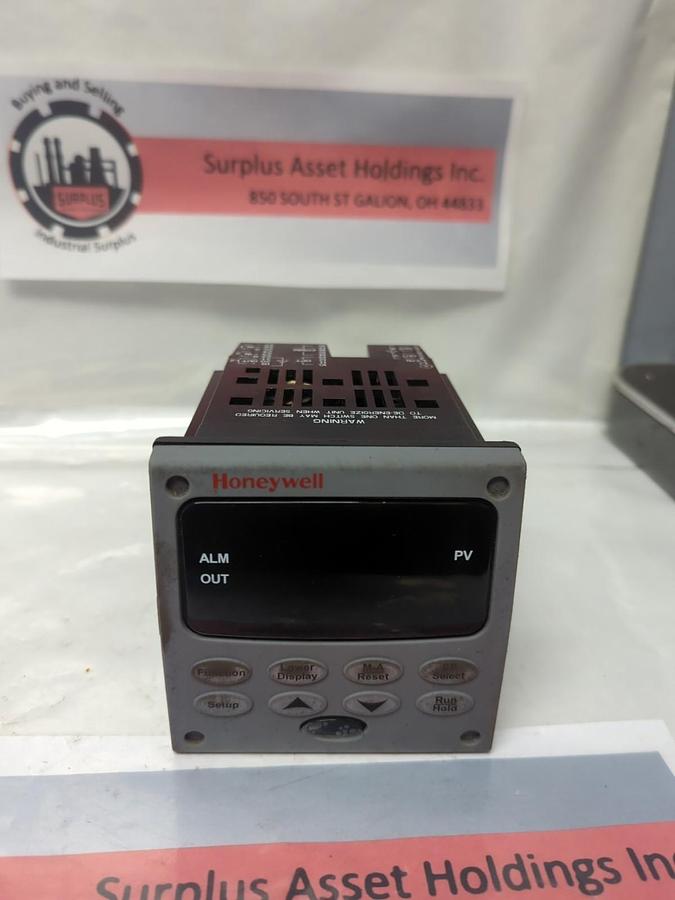 Buying and Selling
SURPLUS
Industrial Surplus
Surplus Asset Holdings Inc.
850 SOUTH ST GALION, OH 44833
WARNING
MORE THAN ONE SWITCH MAY BE REQUIRED
TO DE-ENERGIZE UNIT WHEN SERVICING
Honeywell
ALM
OUT
PV
Function
Lower
Display
M-A
Reset
SP
Select
Setup
Run
Hold
Surplus Asset Holdings Inc